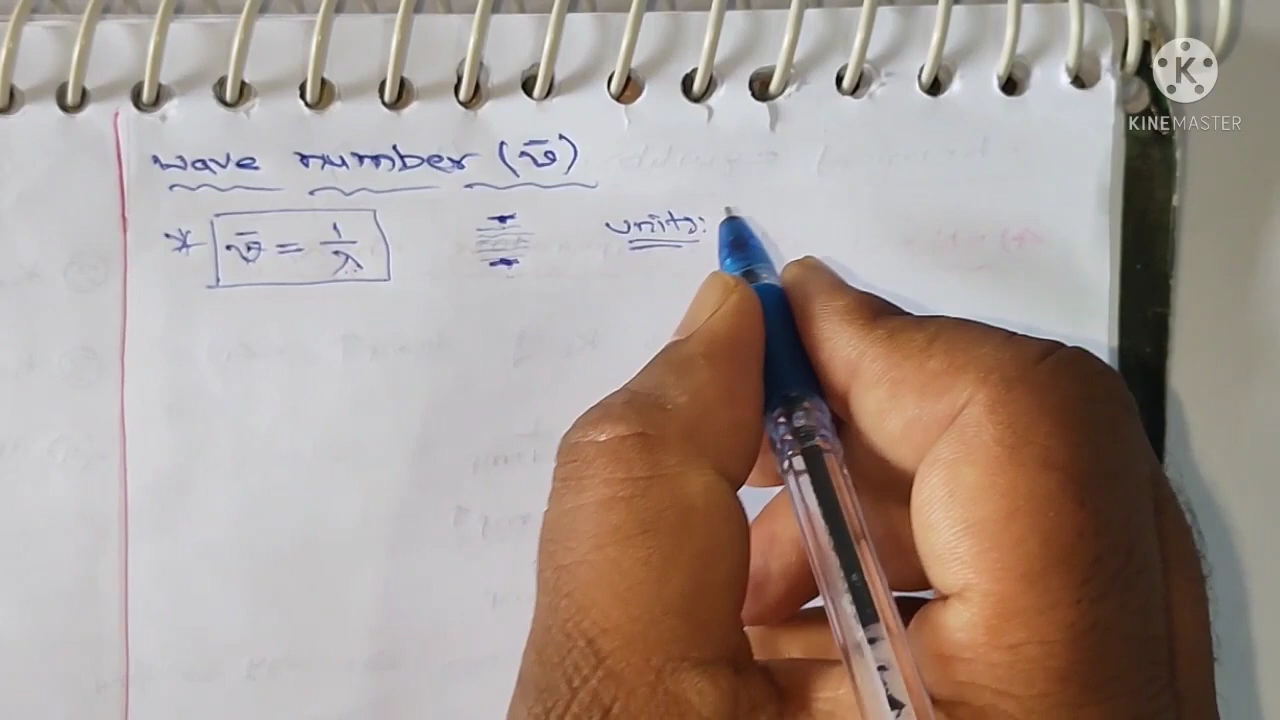 wave number (ν̄)
* ν̄ = 1/λ
units:
K
KINEMASTER